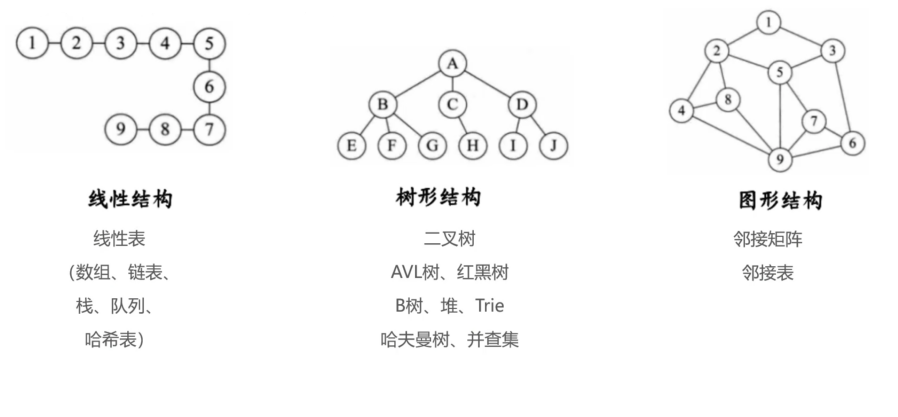 1 2 3 4 5
6
9 8 7
A
B C D
E F G H I J
1
2 3
5
8
4
7
6
9
线性结构
线性表
（数组、链表、
栈、队列、
哈希表）
树形结构
二叉树
AVL树、红黑树
B树、堆、Trie
哈夫曼树、并查集
图形结构
邻接矩阵
邻接表